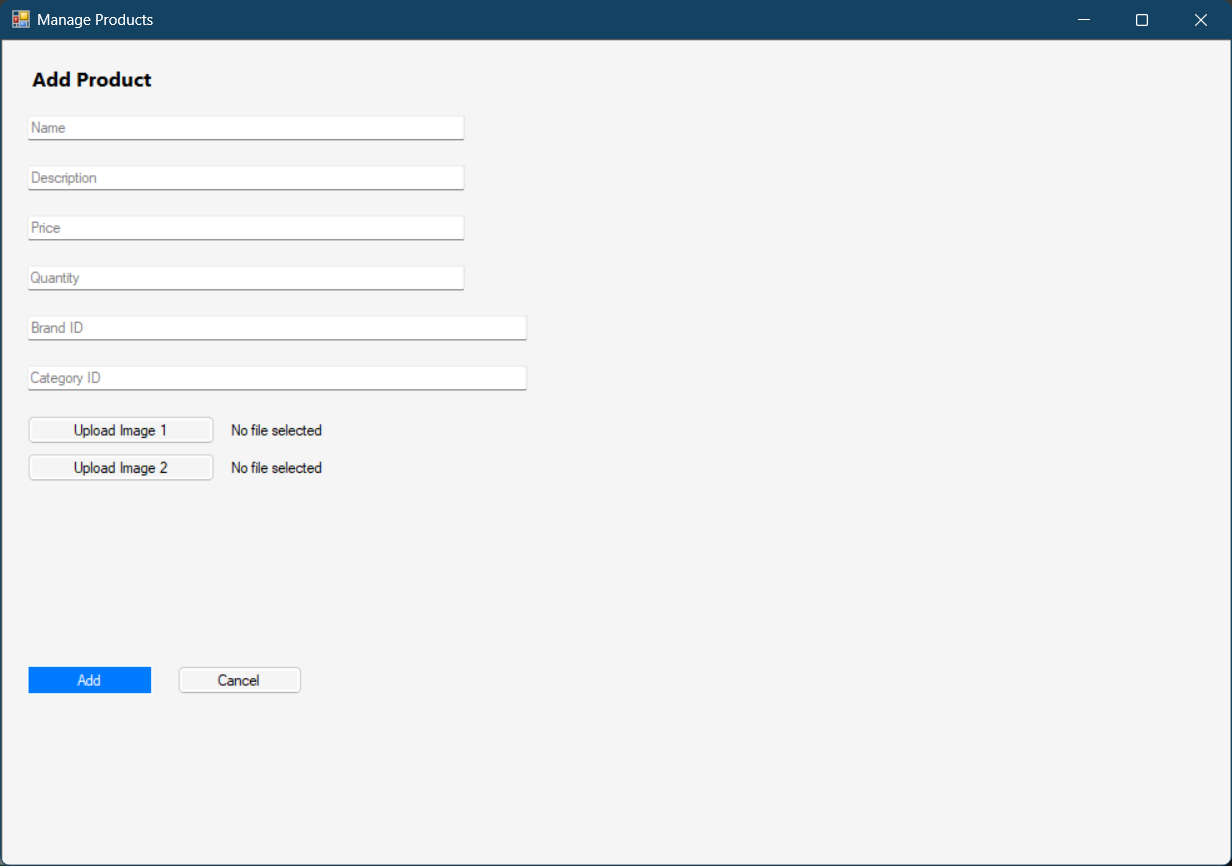 Manage Products
Add Product
Name
Description
Price
Quantity
Brand ID
Category ID
Upload Image 1 No file selected
Upload Image 2 No file selected
Add Cancel